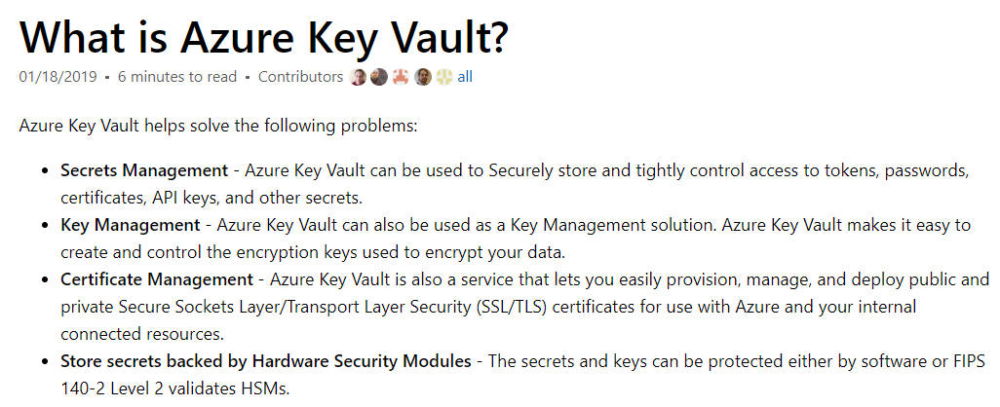 What is Azure Key Vault?
01/18/2019 • 6 minutes to read • Contributors all
Azure Key Vault helps solve the following problems:
• Secrets Management - Azure Key Vault can be used to Securely store and tightly control access to tokens, passwords,
certificates, API keys, and other secrets.
• Key Management - Azure Key Vault can also be used as a Key Management solution. Azure Key Vault makes it easy to
create and control the encryption keys used to encrypt your data.
• Certificate Management - Azure Key Vault is also a service that lets you easily provision, manage, and deploy public and
private Secure Sockets Layer/Transport Layer Security (SSL/TLS) certificates for use with Azure and your internal
connected resources.
• Store secrets backed by Hardware Security Modules - The secrets and keys can be protected either by software or FIPS
140-2 Level 2 validates HSMs.